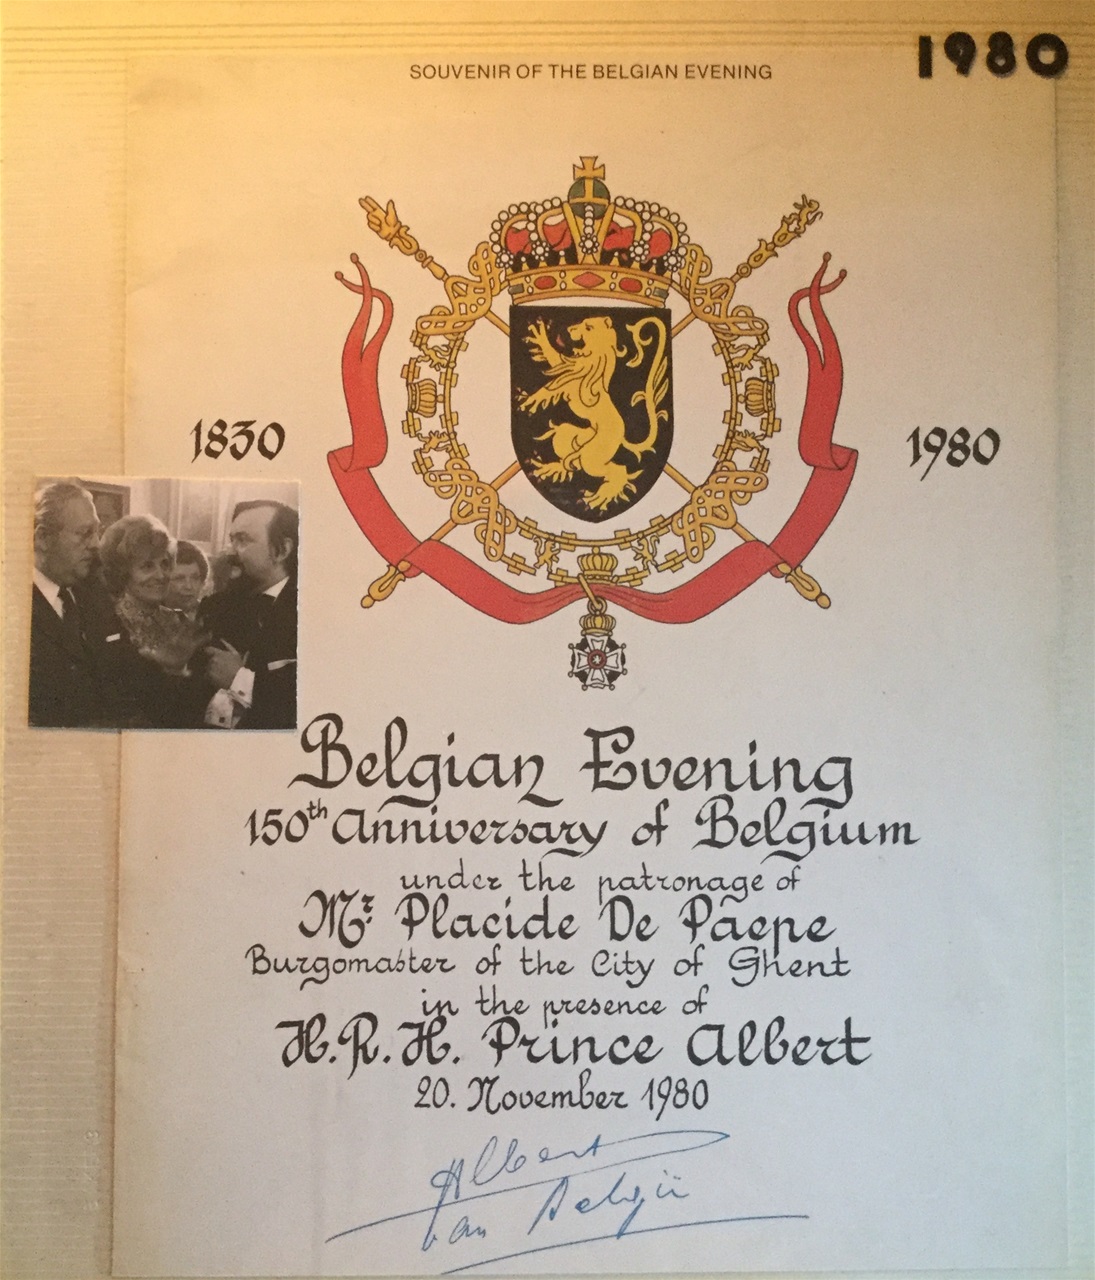 1980
SOUVENIR OF THE BELGIAN EVENING
1830
1980
Belgian Evening
150th Anniversary of Belgium
under the patronage of
Mr. Placide De Paepe
Burgomaster of the City of Ghent
in the presence of
H.R.H. Prince Albert
20. November 1980
Albert
van België